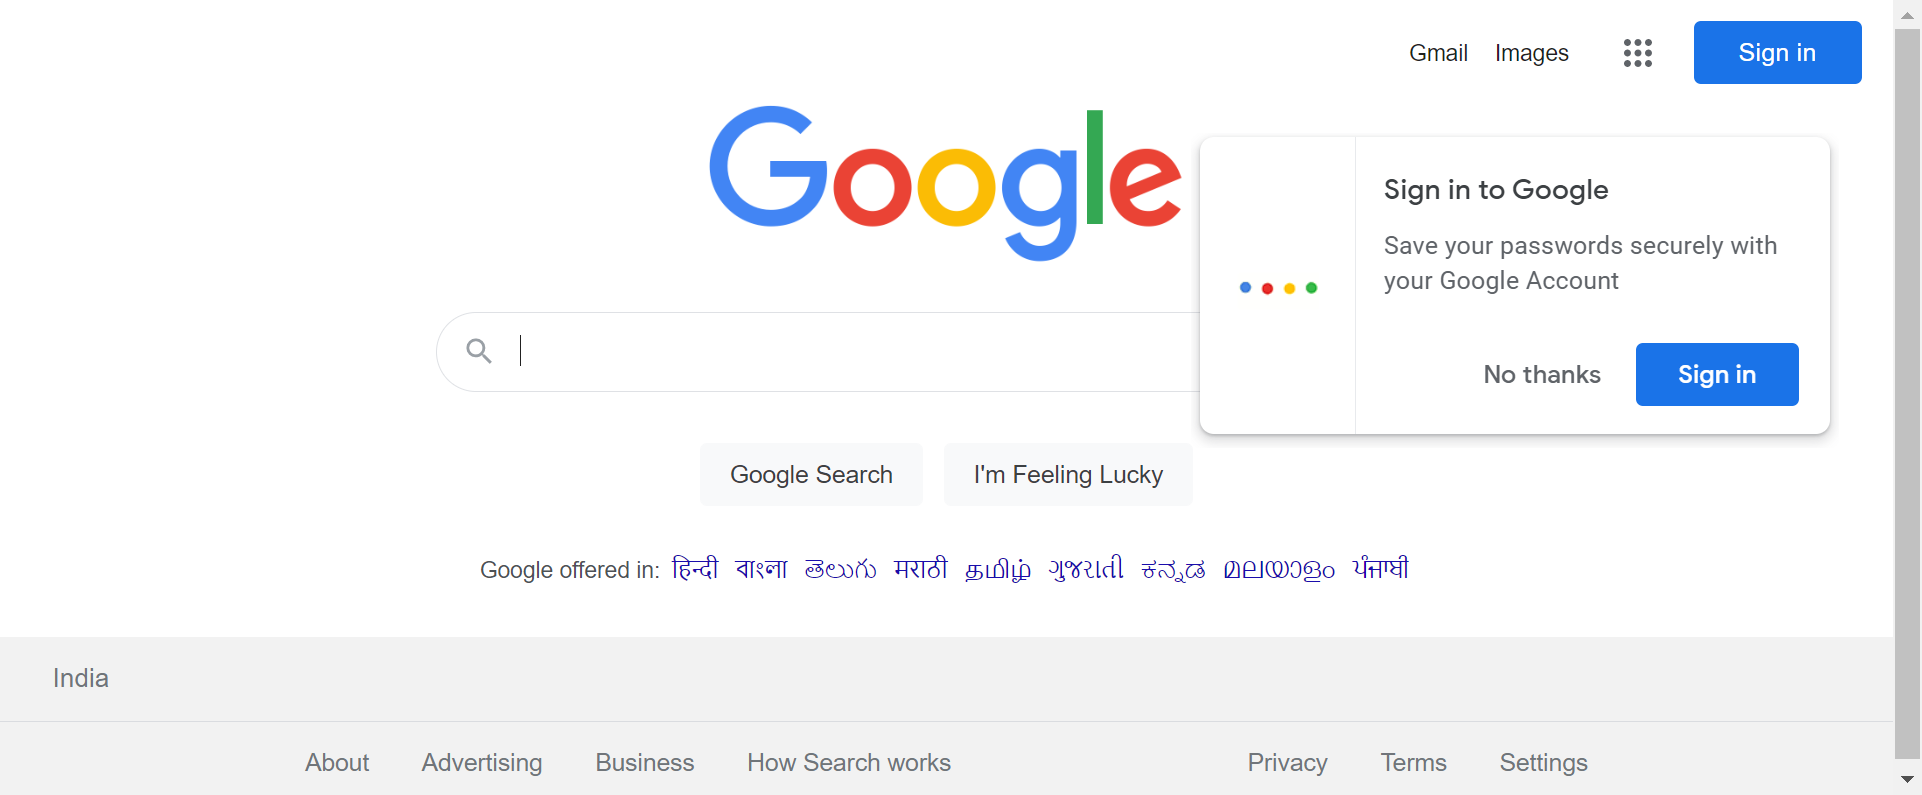 Gmail Images Sign in
Google
Sign in to Google
Save your passwords securely with
your Google Account
No thanks Sign in
Google Search I'm Feeling Lucky
Google offered in: हिन्दी বাংলা తెలుగు मराठी தமிழ் ગુજરાતી ಕನ್ನಡ മലയാളം ਪੰਜਾਬੀ
India
About Advertising Business How Search works Privacy Terms Settings